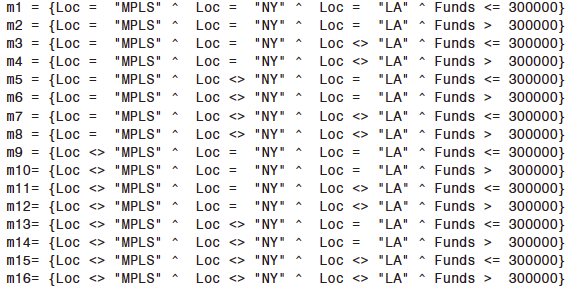 m1 = {Loc =  "MPLS" ^  Loc =  "NY" ^  Loc =  "LA" ^ Funds <= 300000}
m2 = {Loc =  "MPLS" ^  Loc =  "NY" ^  Loc =  "LA" ^ Funds >  300000}
m3 = {Loc =  "MPLS" ^  Loc =  "NY" ^  Loc <> "LA" ^ Funds <= 300000}
m4 = {Loc =  "MPLS" ^  Loc =  "NY" ^  Loc <> "LA" ^ Funds >  300000}
m5 = {Loc =  "MPLS" ^  Loc <> "NY" ^  Loc =  "LA" ^ Funds <= 300000}
m6 = {Loc =  "MPLS" ^  Loc <> "NY" ^  Loc =  "LA" ^ Funds >  300000}
m7 = {Loc =  "MPLS" ^  Loc <> "NY" ^  Loc <> "LA" ^ Funds <= 300000}
m8 = {Loc =  "MPLS" ^  Loc <> "NY" ^  Loc <> "LA" ^ Funds >  300000}
m9 = {Loc <> "MPLS" ^  Loc =  "NY" ^  Loc =  "LA" ^ Funds <= 300000}
m10= {Loc <> "MPLS" ^  Loc =  "NY" ^  Loc =  "LA" ^ Funds >  300000}
m11= {Loc <> "MPLS" ^  Loc =  "NY" ^  Loc <> "LA" ^ Funds <= 300000}
m12= {Loc <> "MPLS" ^  Loc =  "NY" ^  Loc <> "LA" ^ Funds >  300000}
m13= {Loc <> "MPLS" ^  Loc <> "NY" ^  Loc =  "LA" ^ Funds <= 300000}
m14= {Loc <> "MPLS" ^  Loc <> "NY" ^  Loc =  "LA" ^ Funds >  300000}
m15= {Loc <> "MPLS" ^  Loc <> "NY" ^  Loc <> "LA" ^ Funds <= 300000}
m16= {Loc <> "MPLS" ^  Loc <> "NY" ^  Loc <> "LA" ^ Funds >  300000}